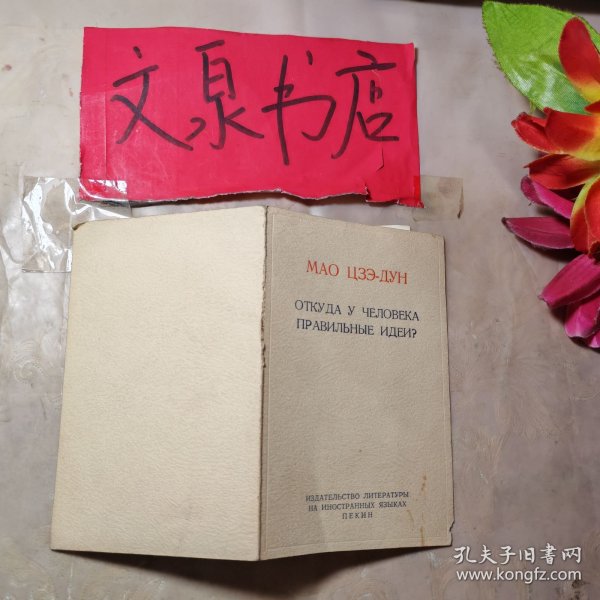 文泉书店
МАО ЦЗЭ-ДУН
ОТКУДА У ЧЕЛОВЕКА
ПРАВИЛЬНЫЕ ИДЕИ?
ИЗДАТЕЛЬСТВО ЛИТЕРАТУРЫ
НА ИНОСТРАННЫХ ЯЗЫКАХ
ПЕКИН
孔夫子旧书网
www.kongfz.com